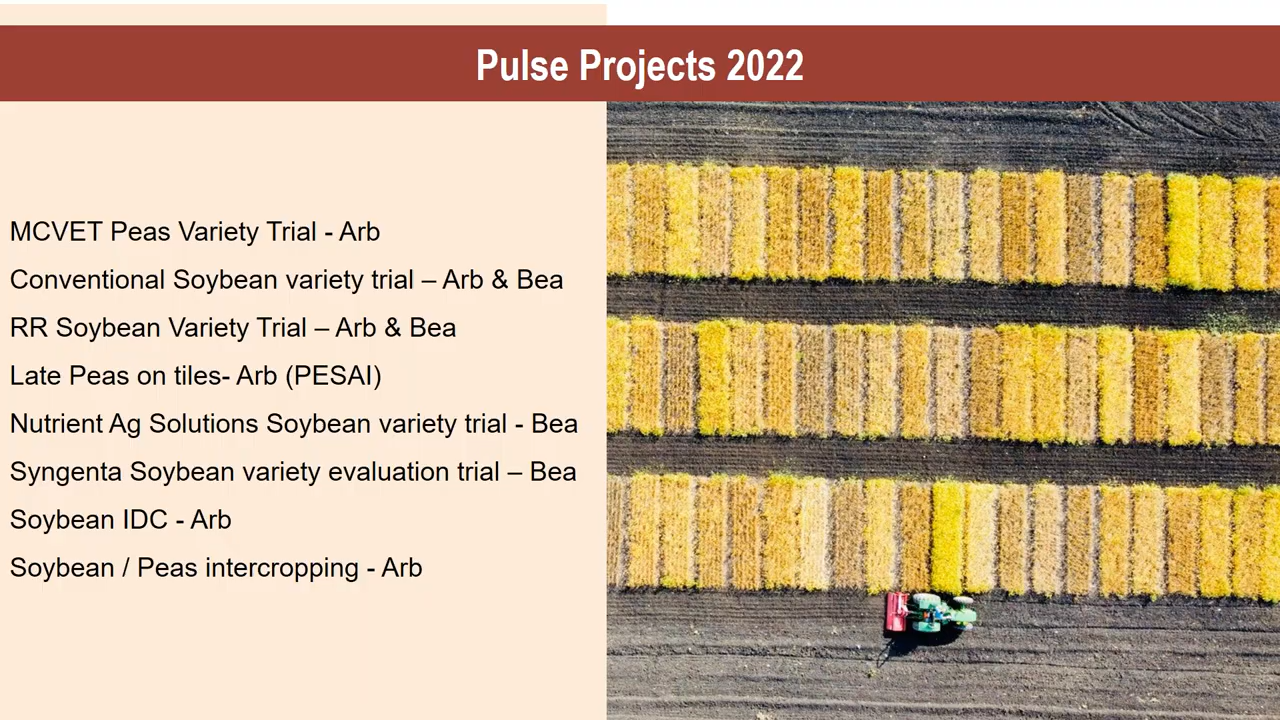 Pulse Projects 2022
MCVET Peas Variety Trial - Arb
Conventional Soybean variety trial – Arb & Bea
RR Soybean Variety Trial – Arb & Bea
Late Peas on tiles- Arb (PESAI)
Nutrient Ag Solutions Soybean variety trial - Bea
Syngenta Soybean variety evaluation trial – Bea
Soybean IDC - Arb
Soybean / Peas intercropping - Arb